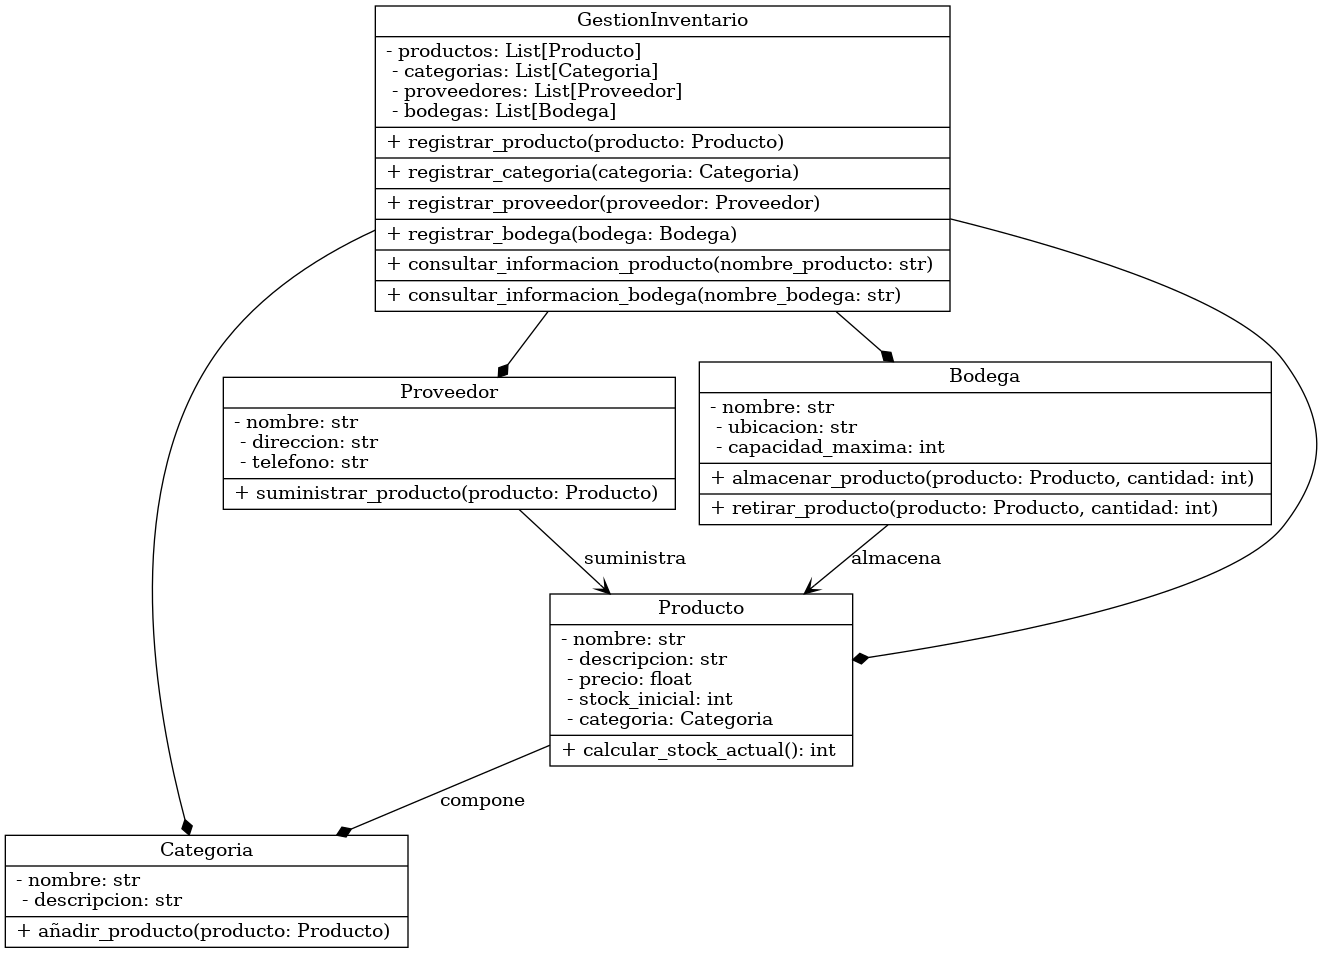 GestionInventario
- productos: List[Producto]
- categorias: List[Categoria]
- proveedores: List[Proveedor]
- bodegas: List[Bodega]
+ registrar_producto(producto: Producto)
+ registrar_categoria(categoria: Categoria)
+ registrar_proveedor(proveedor: Proveedor)
+ registrar_bodega(bodega: Bodega)
+ consultar_informacion_producto(nombre_producto: str)
+ consultar_informacion_bodega(nombre_bodega: str)
Proveedor
- nombre: str
- direccion: str
- telefono: str
+ suministrar_producto(producto: Producto)
Bodega
- nombre: str
- ubicacion: str
- capacidad_maxima: int
+ almacenar_producto(producto: Producto, cantidad: int)
+ retirar_producto(producto: Producto, cantidad: int)
suministra
almacena
Producto
- nombre: str
- descripcion: str
- precio: float
- stock_inicial: int
- categoria: Categoria
+ calcular_stock_actual(): int
compone
Categoria
- nombre: str
- descripcion: str
+ añadir_producto(producto: Producto)